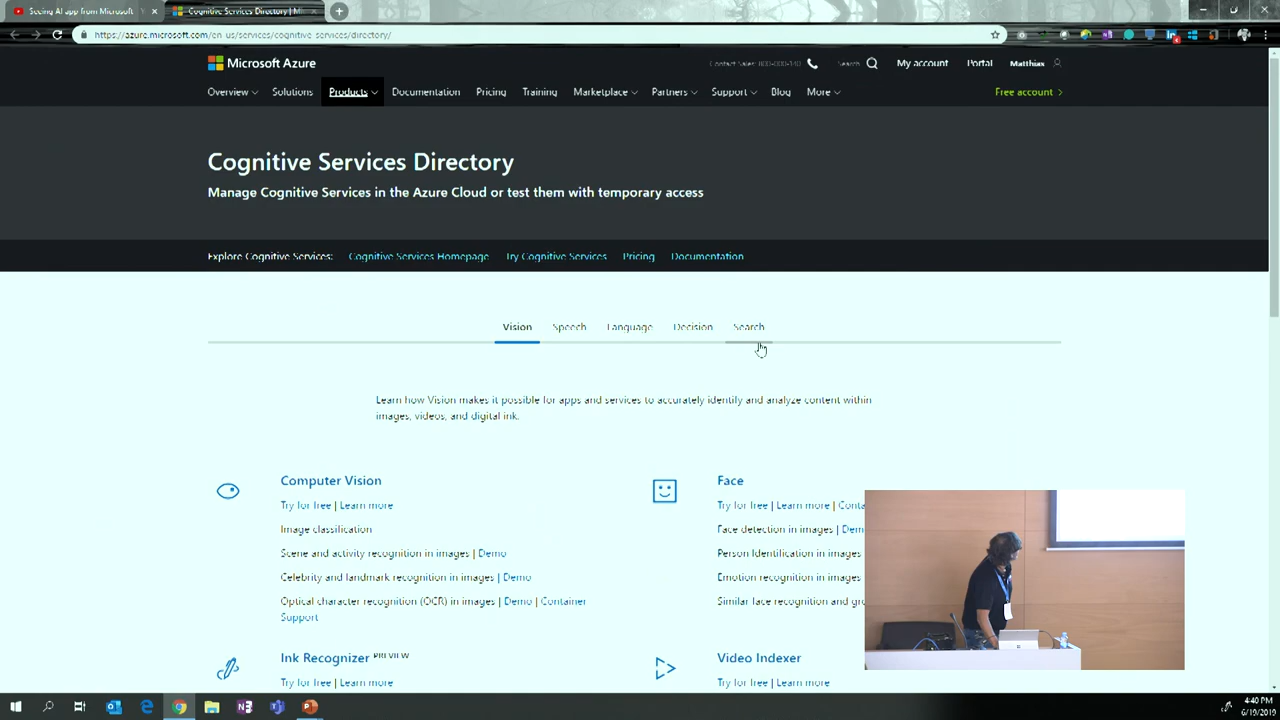 Seeing AI app from Microsoft
Cognitive Services Directory | Mi
https://azure.microsoft.com/en-us/services/cognitive-services/directory/
Microsoft Azure
Contact Sales:
Search
My account
Portal
Matthias
Overview
Solutions
Products
Documentation
Pricing
Training
Marketplace
Partners
Support
Blog
More
Free account >
Cognitive Services Directory
Manage Cognitive Services in the Azure Cloud or test them with temporary access
Explore Cognitive Services:
Cognitive Services Homepage
Try Cognitive Services
Pricing
Documentation
Vision
Speech
Language
Decision
Search
Learn how Vision makes it possible for apps and services to accurately identify and analyze content within
images, videos, and digital ink.
Computer Vision
Try for free | Learn more
Image classification
Scene and activity recognition in images | Demo
Celebrity and landmark recognition in images | Demo
Optical character recognition (OCR) in images | Demo | Container
Support
Face
Try for free | Learn more | Conta
Face detection in images | Dem
Person Identification in images
Emotion recognition in images
Similar face recognition and gro
Ink Recognizer PREVIEW
Try for free | Learn more
Video Indexer
Try for free | Learn more
4:40 PM
6/19/2019